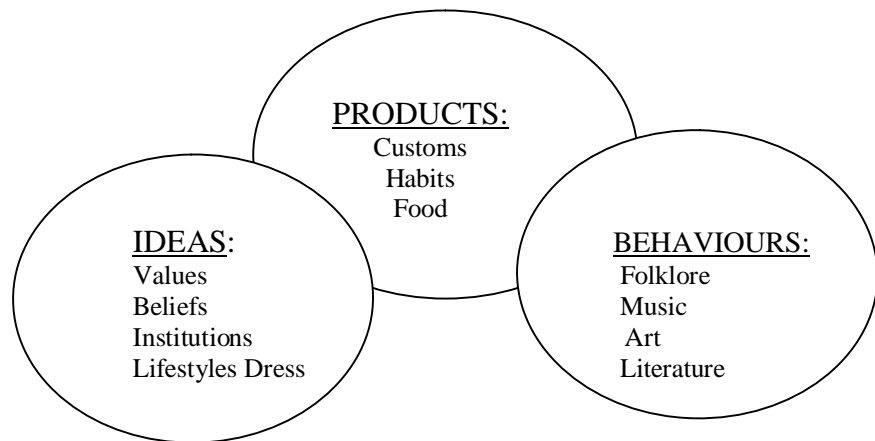 PRODUCTS:
Customs
Habits
Food
IDEAS:
Values
Beliefs
Institutions
Lifestyles Dress
BEHAVIOURS:
Folklore
Music
Art
Literature